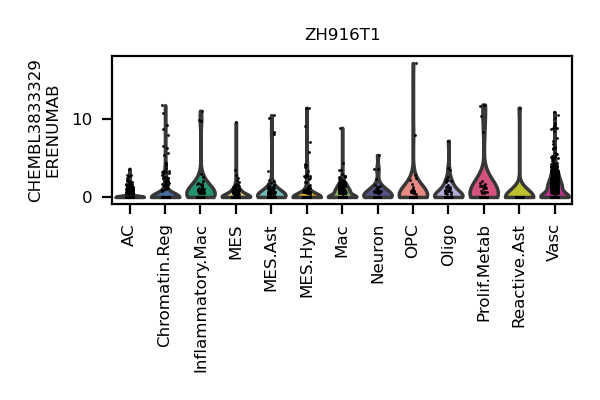 ZH916T1
CHEMBL3833329
ERENUMAB
10
0
AC
Chromatin.Reg
Inflammatory.Mac
MES
MES.Ast
MES.Hyp
Mac
Neuron
OPC
Oligo
Prolif.Metab
Reactive.Ast
Vasc